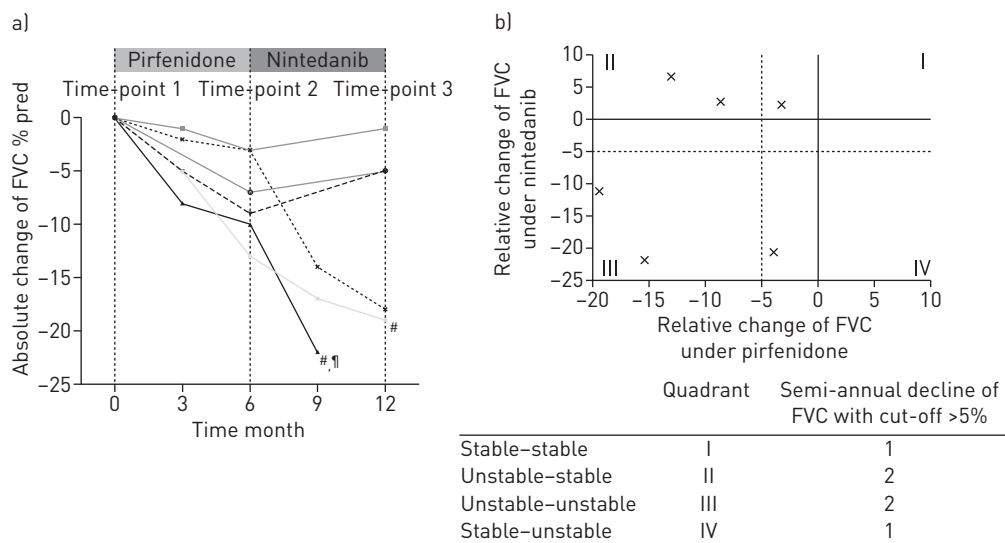 a)
Pirfenidone Nintedanib
Time-point 1 Time-point 2 Time-point 3
Absolute change of FVC % pred
0
−5
−10
−15
−20
−25
#
#,¶
0 3 6 9 12
Time month
b)
Relative change of FVC
under nintedanib
10
5
0
−5
−10
−15
−20
−25
II I
III IV
−20 −15 −10 −5 0 5 10
Relative change of FVC
under pirfenidone
Quadrant Semi-annual decline of
FVC with cut-off >5%
Stable–stable I 1
Unstable–stable II 2
Unstable–unstable III 2
Stable–unstable IV 1